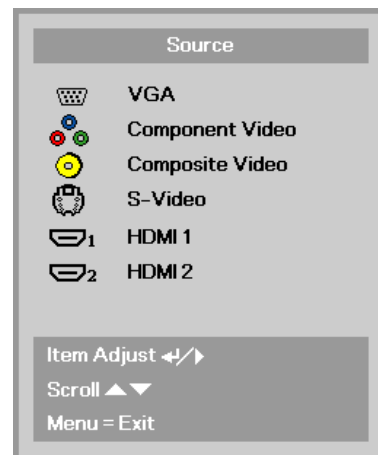 Source
VGA
Component Video
Composite Video
S-Video
1 HDMI 1
2 HDMI 2
Item Adjust ↵/▶
Scroll ▲▼
Menu = Exit